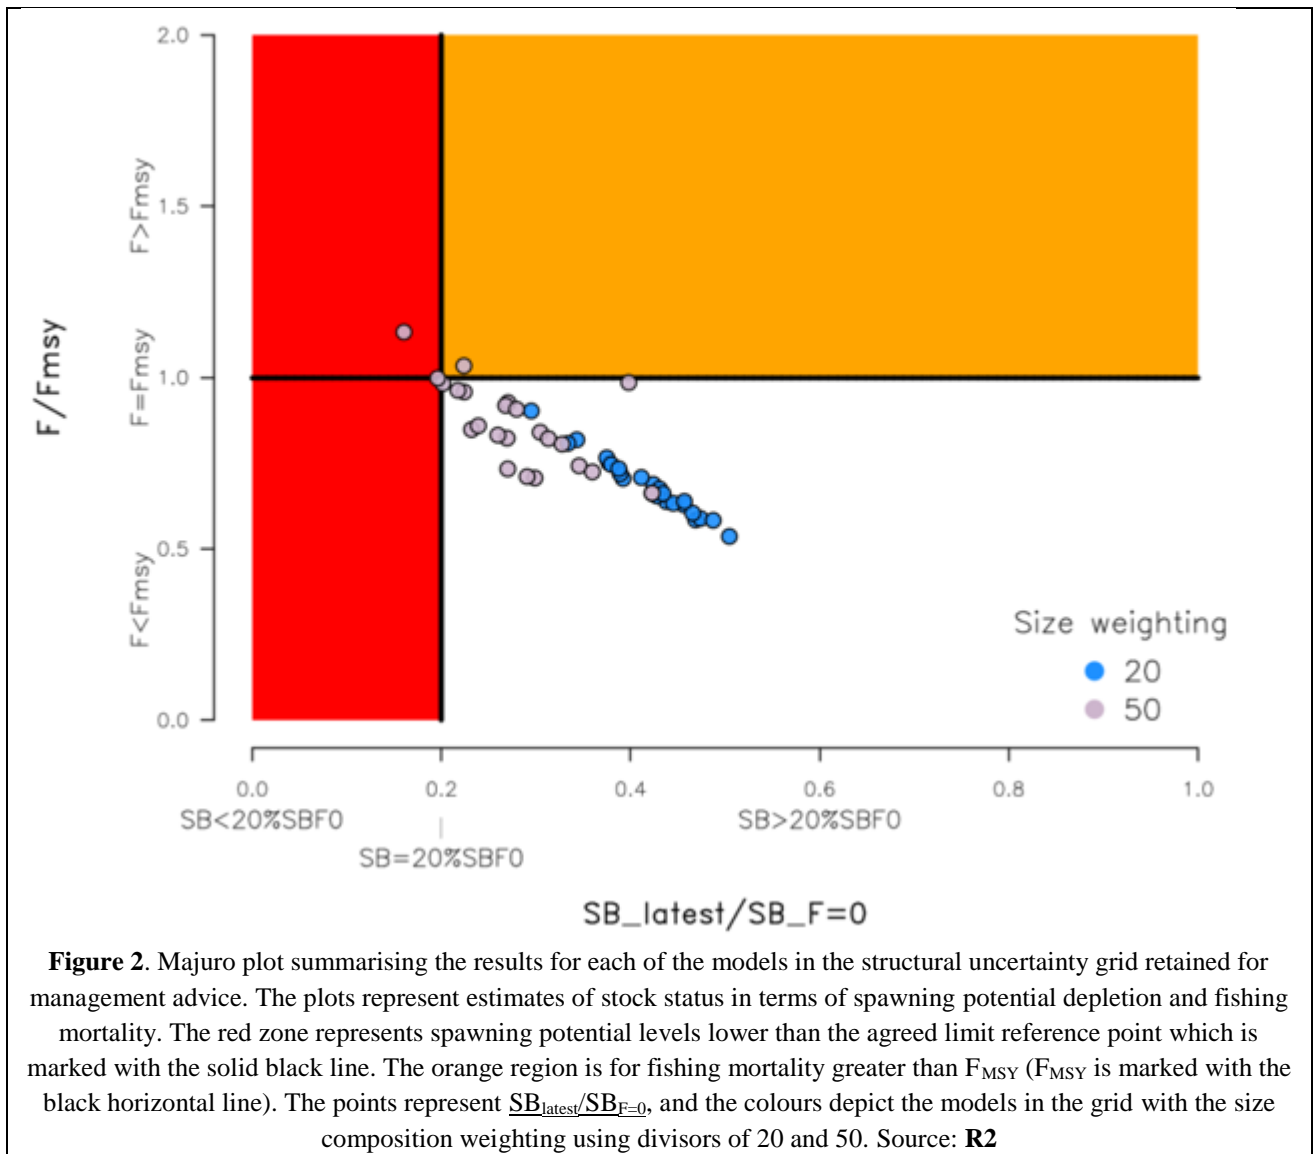 2.0
1.5
1.0
0.5
0.0
F>Fmsy
F=Fmsy
F<Fmsy
F/Fmsy
Size weighting
20
50
0.0 0.2 0.4 0.6 0.8 1.0
SB<20%SBF0 SB>20%SBF0
SB=20%SBF0
SB_latest/SB_F=0
Figure 2. Majuro plot summarising the results for each of the models in the structural uncertainty grid retained for
management advice. The plots represent estimates of stock status in terms of spawning potential depletion and fishing
mortality. The red zone represents spawning potential levels lower than the agreed limit reference point which is
marked with the solid black line. The orange region is for fishing mortality greater than FMSY (FMSY is marked with the
black horizontal line). The points represent SBlatest/SBF=0, and the colours depict the models in the grid with the size
composition weighting using divisors of 20 and 50. Source: R2